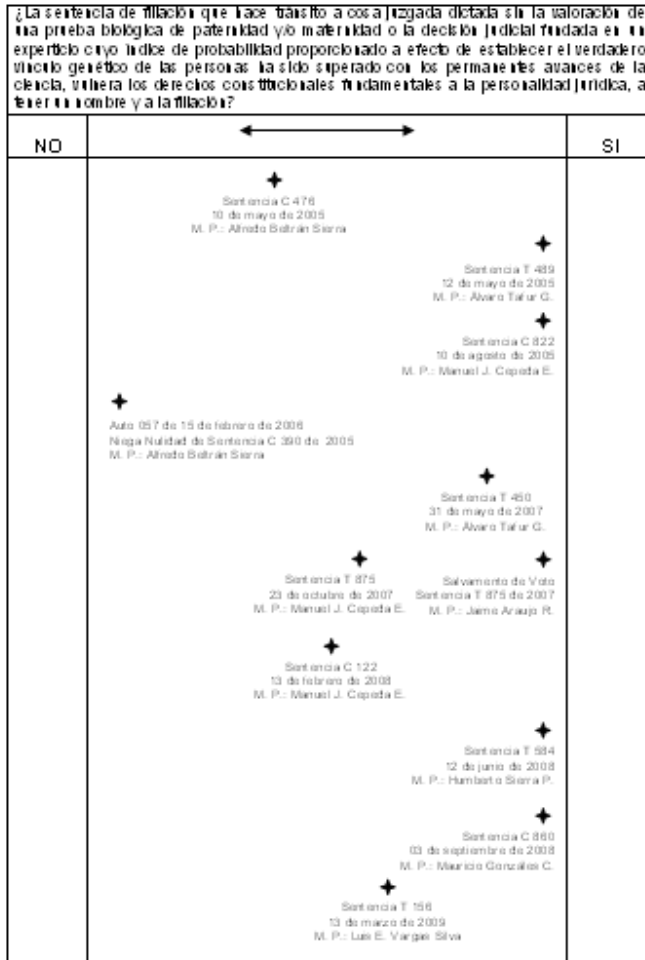 ¿La sentencia de filiación que hace tránsito a cosa juzgada dictada sin la valoración de
una prueba biológica de paternidad y/o maternidad o la decisión judicial fundada en un
experticio cuyo índice de probabilidad proporcionado a efecto de establecer el verdadero
vínculo genético de las personas ha sido superado con los permanentes avances de la
ciencia, vulnera los derechos constitucionales fundamentales a la personalidad jurídica, a
tener un nombre y a la filiación?
NO
SI
Sentencia C 476
10 de mayo de 2005
M. P.: Alfredo Beltrán Sierra
Sentencia T 489
12 de mayo de 2005
M. P.: Alvaro Tafur G.
Sentencia C 822
10 de agosto de 2005
M. P.: Manuel J. Cepeda E.
Auto 057 de 15 de febrero de 2006
Niega Nulidad de Sentencia C 390 de 2005
M. P.: Alfredo Beltrán Sierra
Sentencia T 450
31 de mayo de 2007
M. P.: Alvaro Tafur G.
Sentencia T 875
23 de octubre de 2007
M. P.: Manuel J. Cepeda E.
Salvamento de Voto
Sentencia T 875 de 2007
M. P.: Jaime Araujo R.
Sentencia C 122
13 de febrero de 2008
M. P.: Manuel J. Cepeda E.
Sentencia T 584
12 de junio de 2008
M. P.: Humberto Sierra P.
Sentencia C 860
03 de septiembre de 2008
M. P.: Mauricio Gonzáles C.
Sentencia T 156
13 de marzo de 2009
M. P.: Luis E. Vargas Silva